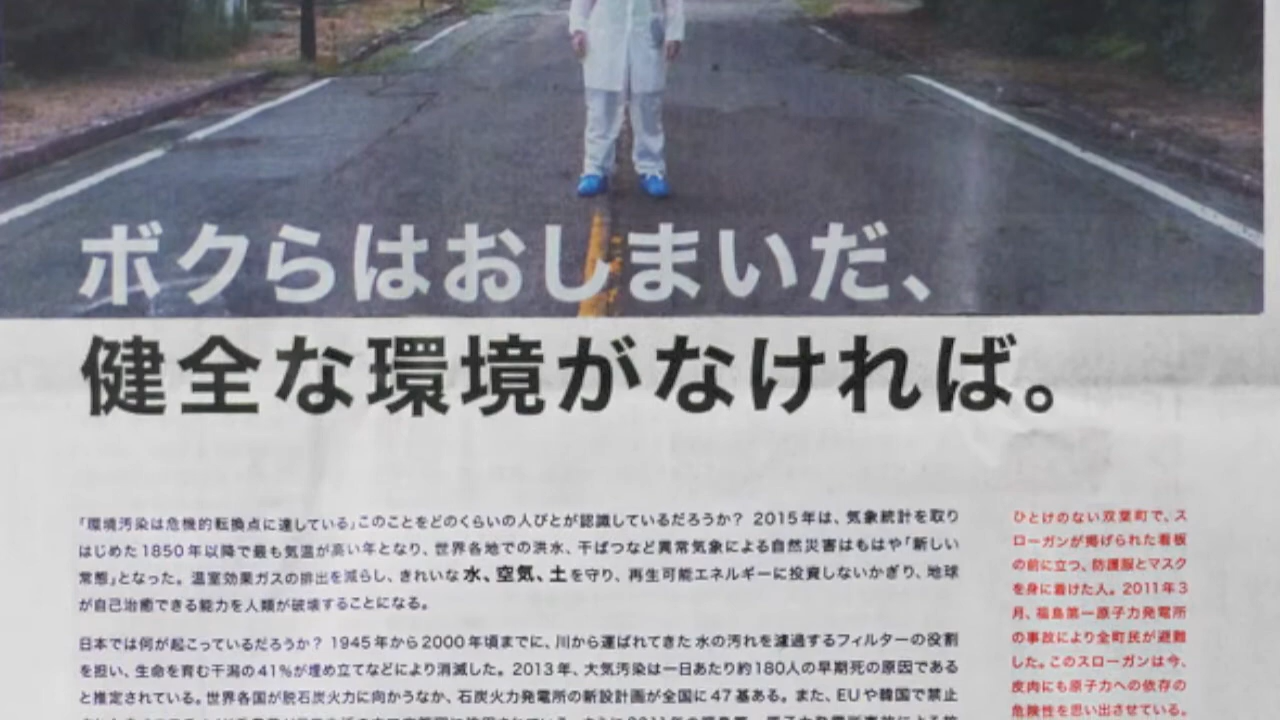 ボクらはおしまいだ、
健全な環境がなければ。
「環境汚染は危機的転換点に達している」このことをどのくらいの人びとが認識しているだろうか? 2015年は、気象統計を取り
はじめた1850年以降で最も気温が高い年となり、世界各地での洪水、干ばつなど異常気象による自然災害はもはや「新しい
常態」となった。温室効果ガスの排出を減らし、きれいな水、空気、土を守り、再生可能エネルギーに投資しないかぎり、地球
が自己治癒できる能力を人類が破壊することになる。
日本では何が起こっているだろうか? 1945年から2000年頃までに、川から運ばれてきた水の汚れを濾過するフィルターの役割
を担い、生命を育む干潟の41%が埋め立てなどにより消滅した。2013年、大気汚染は一日あたり約180人の早期死の原因である
と推定されている。世界各国が脱石炭火力に向かうなか、石炭火力発電所の新設計画が全国に47基ある。また、EUや韓国で禁止
ひとけのない双葉町で、ス
ローガンが掲げられた看板
の前に立つ、防護服とマスク
を身に着けた人。2011年3
月、福島第一原子力発電所
の事故により全町民が避難
した。このスローガンは今、
皮肉にも原子力への依存の
危険性を思い出させている。